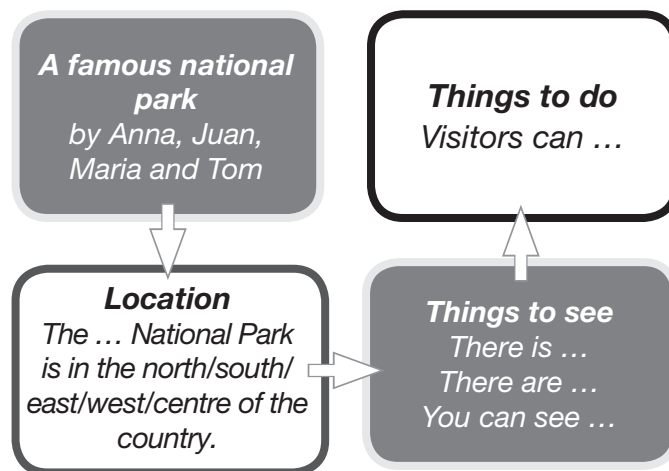 A famous national
park
by Anna, Juan,
Maria and Tom
Location
The … National Park
is in the north/south/
east/west/centre of the
country.
Things to see
There is …
There are …
You can see …
Things to do
Visitors can …